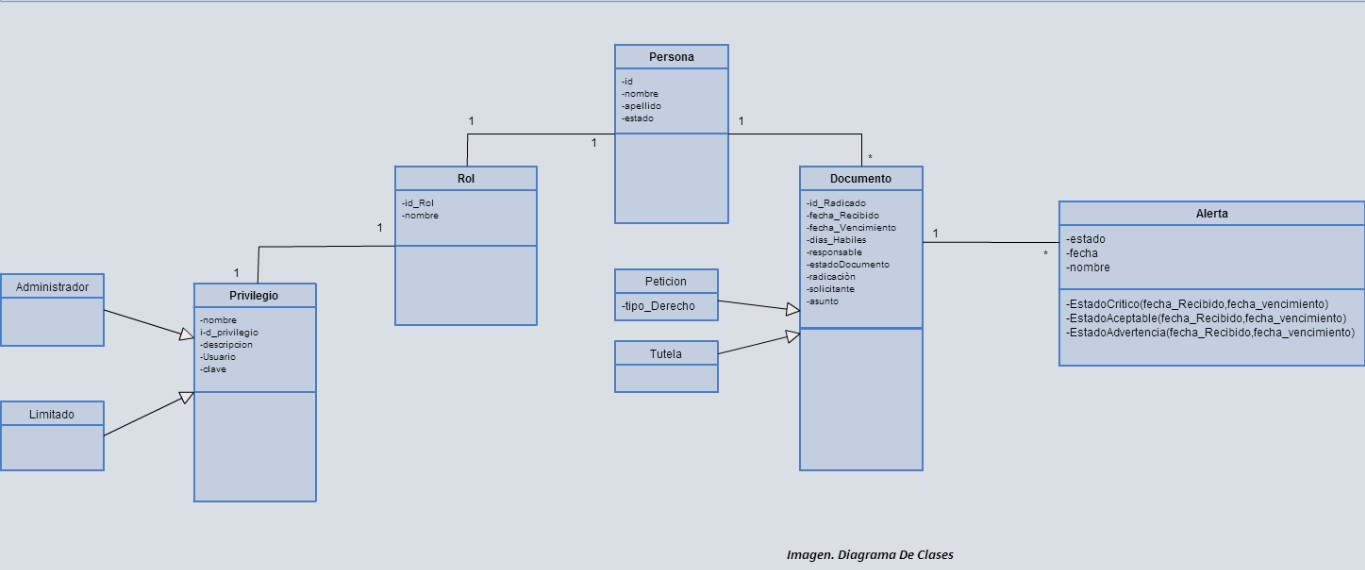 Persona
-id
-nombre
-apellido
-estado
1
1
1
*
Rol
-id_Rol
-nombre
1
1
Documento
-id_Radicado
-fecha_Recibido
-fecha_Vencimiento
-dias_Habiles
-responsable
-estadoDocumento
-radicaciòn
-solicitante
-asunto
1
*
Alerta
-estado
-fecha
-nombre
-EstadoCritico(fecha_Recibido,fecha_vencimiento)
-EstadoAceptable(fecha_Recibido,fecha_vencimiento)
-EstadoAdvertencia(fecha_Recibido,fecha_vencimiento)
Administrador
Privilegio
-nombre
i-d_privilegio
-descripcion
-Usuario
-clave
Limitado
Peticion
-tipo_Derecho
Tutela
Imagen. Diagrama De Clases